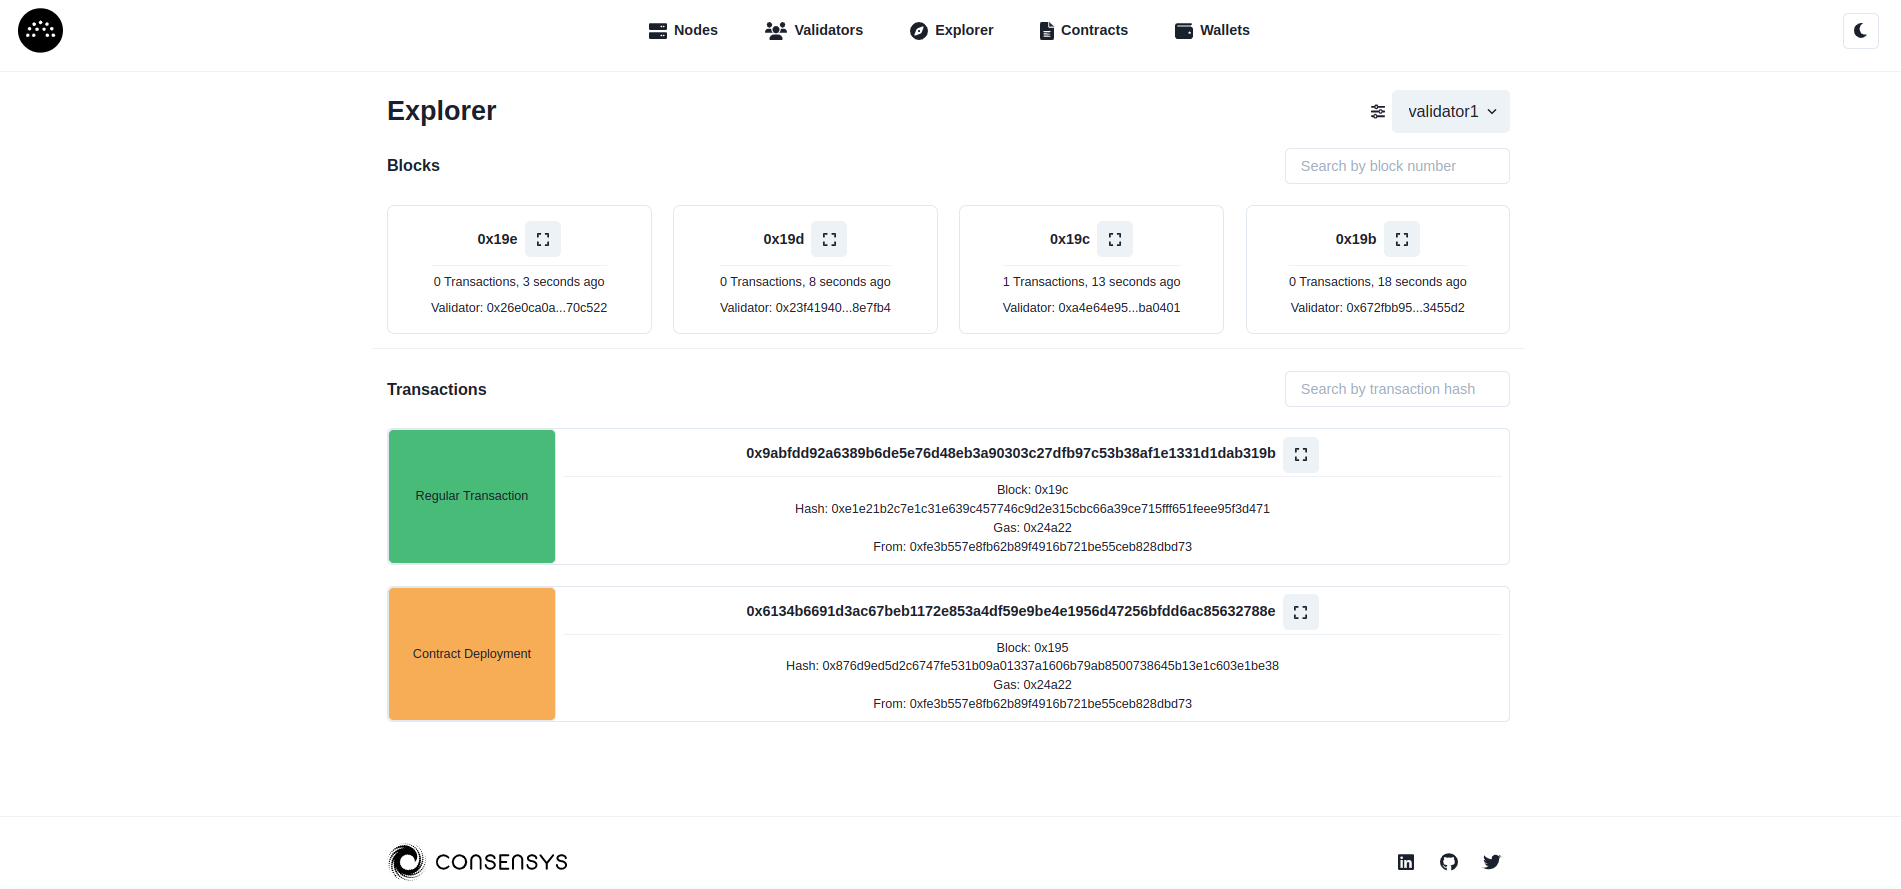 Nodes Validators Explorer Contracts Wallets
Explorer
validator1
Blocks
Search by block number
0x19e
0 Transactions, 3 seconds ago
Validator: 0x26e0ca0a...70c522
0x19d
0 Transactions, 8 seconds ago
Validator: 0x23f41940...8e7fb4
0x19c
1 Transactions, 13 seconds ago
Validator: 0xa4e64e95...ba0401
0x19b
0 Transactions, 18 seconds ago
Validator: 0x672fbb95...3455d2
Transactions
Search by transaction hash
Regular Transaction
0x9abfdd92a6389b6de5e76d48eb3a90303c27dfb97c53b38af1e1331d1dab319b
Block: 0x19c
Hash: 0xe1e21b2c7e1c31e639c457746c9d2e315cbc66a39ce715fff651feee95f3d471
Gas: 0x24a22
From: 0xfe3b557e8fb62b89f4916b721be55ceb828dbd73
Contract Deployment
0x6134b6691d3ac67beb1172e853a4df59e9be4e1956d47256bfdd6ac85632788e
Block: 0x195
Hash: 0x876d9ed5d2c6747fe531b09a01337a1606b79ab8500738645b13e1c603e1be38
Gas: 0x24a22
From: 0xfe3b557e8fb62b89f4916b721be55ceb828dbd73
CONSENSYS